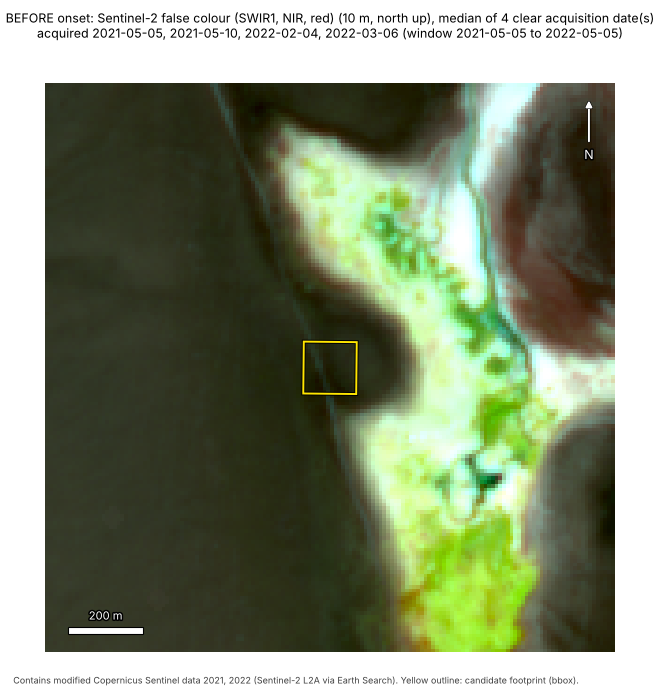 BEFORE onset: Sentinel-2 false colour (SWIR1, NIR, red) (10 m, north up), median of 4 clear acquisition date(s)
acquired 2021-05-05, 2021-05-10, 2022-02-04, 2022-03-06 (window 2021-05-05 to 2022-05-05)
N
200 m
Contains modified Copernicus Sentinel data 2021, 2022 (Sentinel-2 L2A via Earth Search). Yellow outline: candidate footprint (bbox).